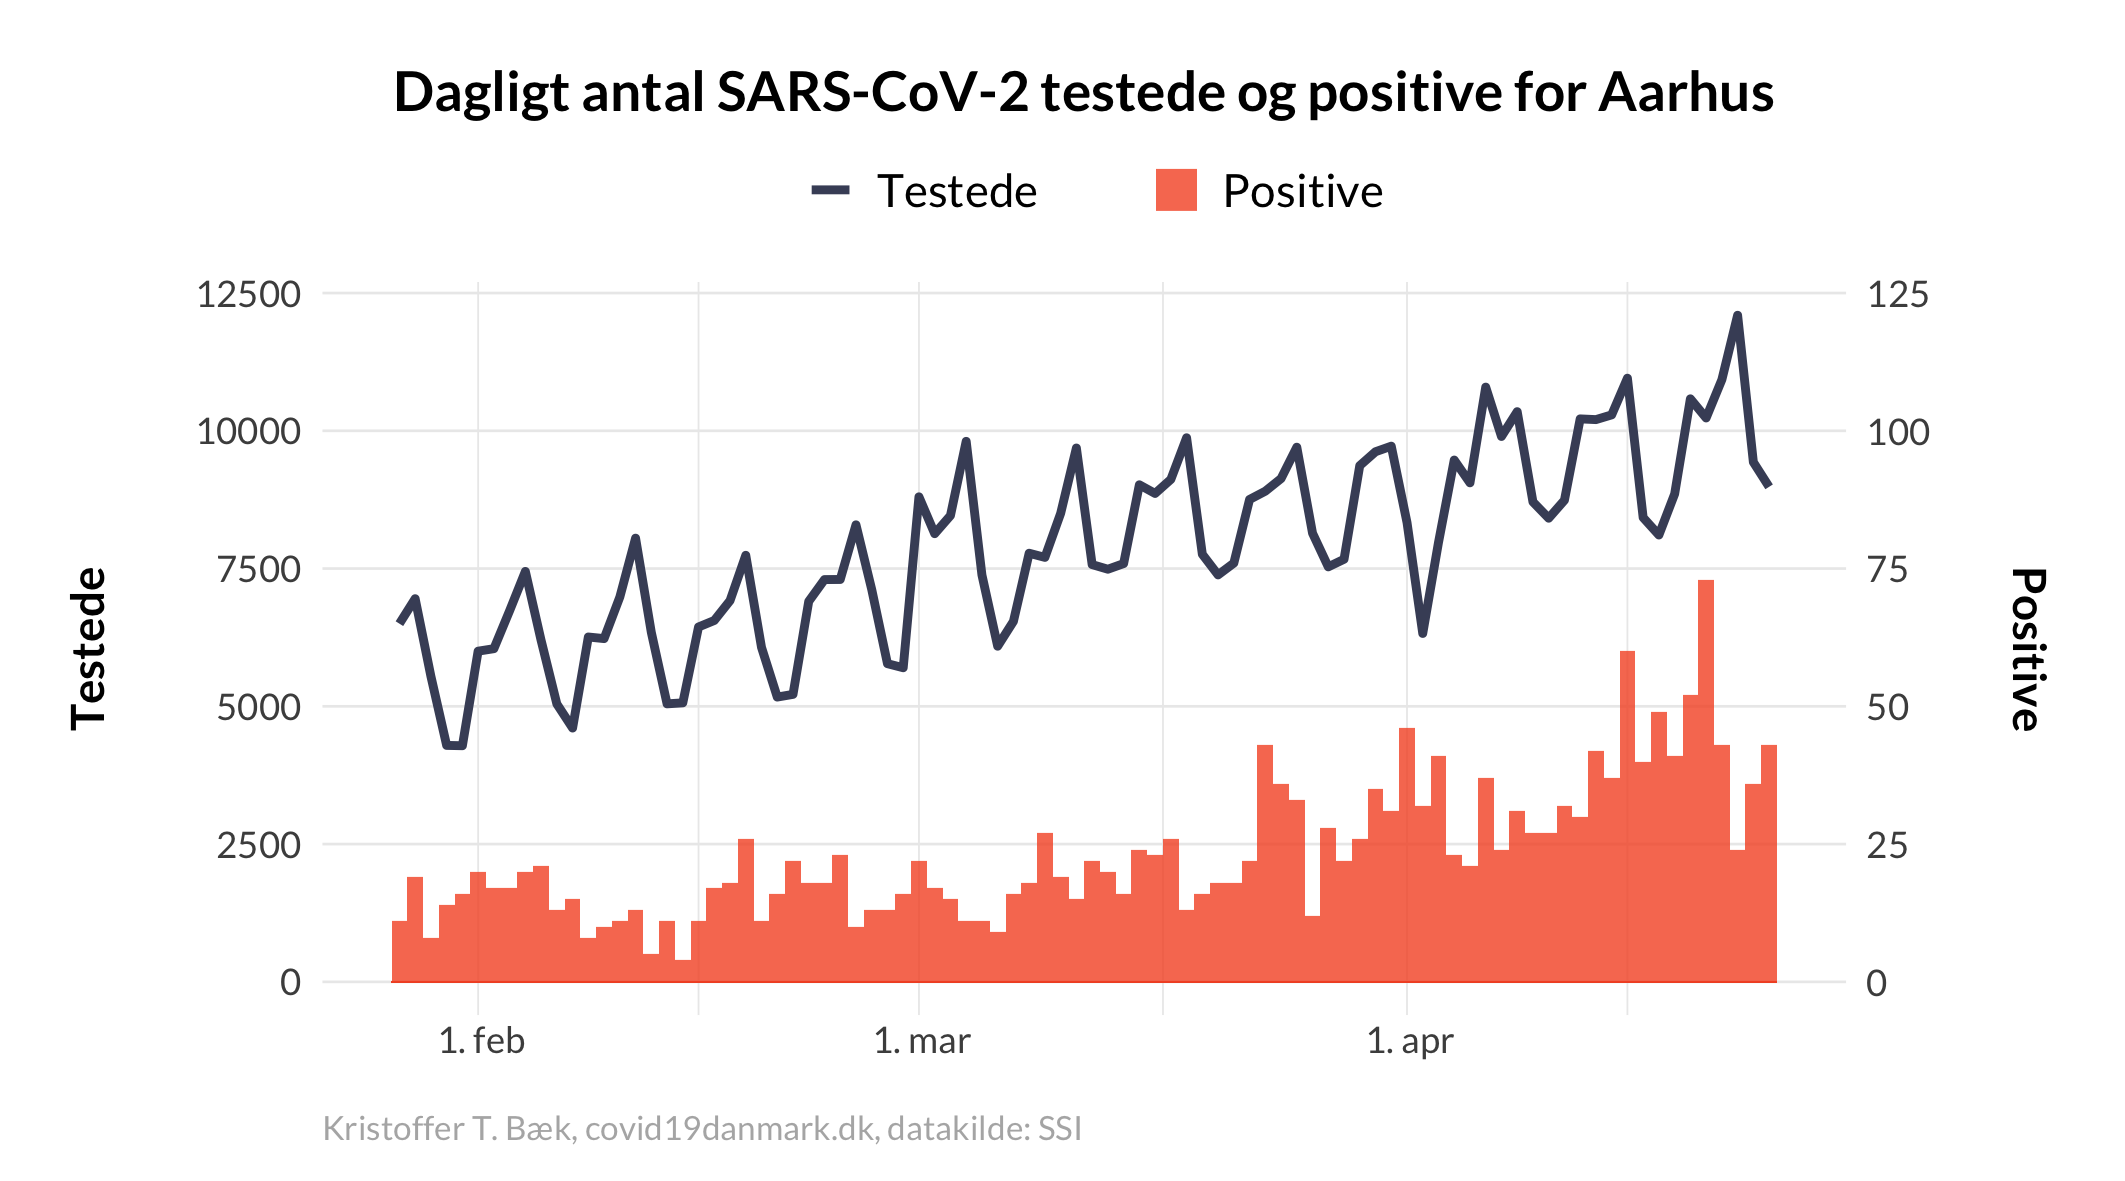 Dagligt antal SARS-CoV-2 testede og positive for Aarhus
Testede Positive
12500 125
10000 100
7500 75
5000 50
2500 25
0 0
Testede
Positive
1. feb 1. mar 1. apr
Kristoffer T. Bæk, covid19danmark.dk, datakilde: SSI